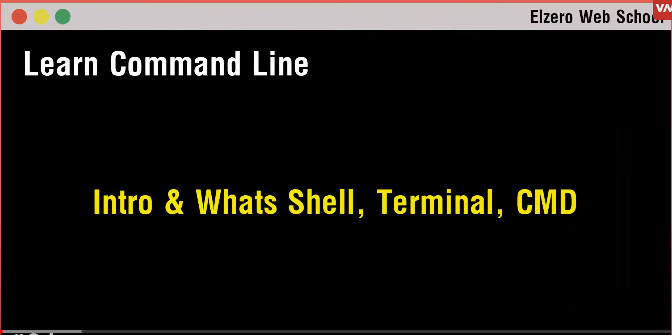 Elzero Web School
Learn Command Line
Intro & Whats Shell, Terminal, CMD